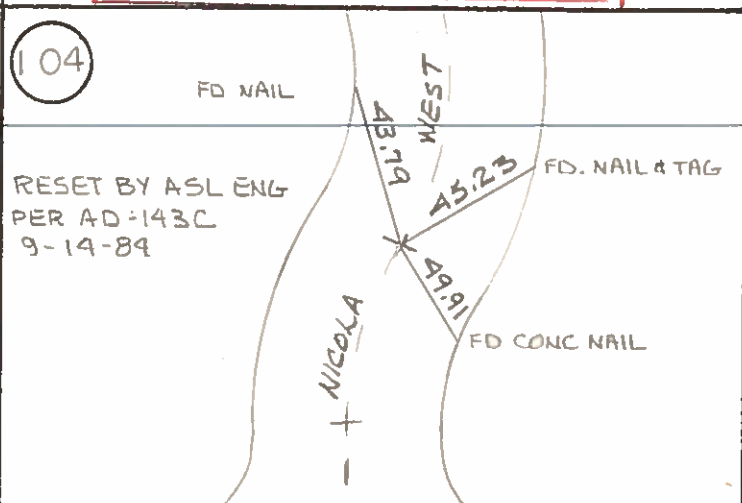 104
FD NAIL
WEST
43.79
45.23
FD. NAIL & TAG
RESET BY ASL ENG
PER AD-143C
9-14-84
49.91
FD CONC NAIL
NICOLA